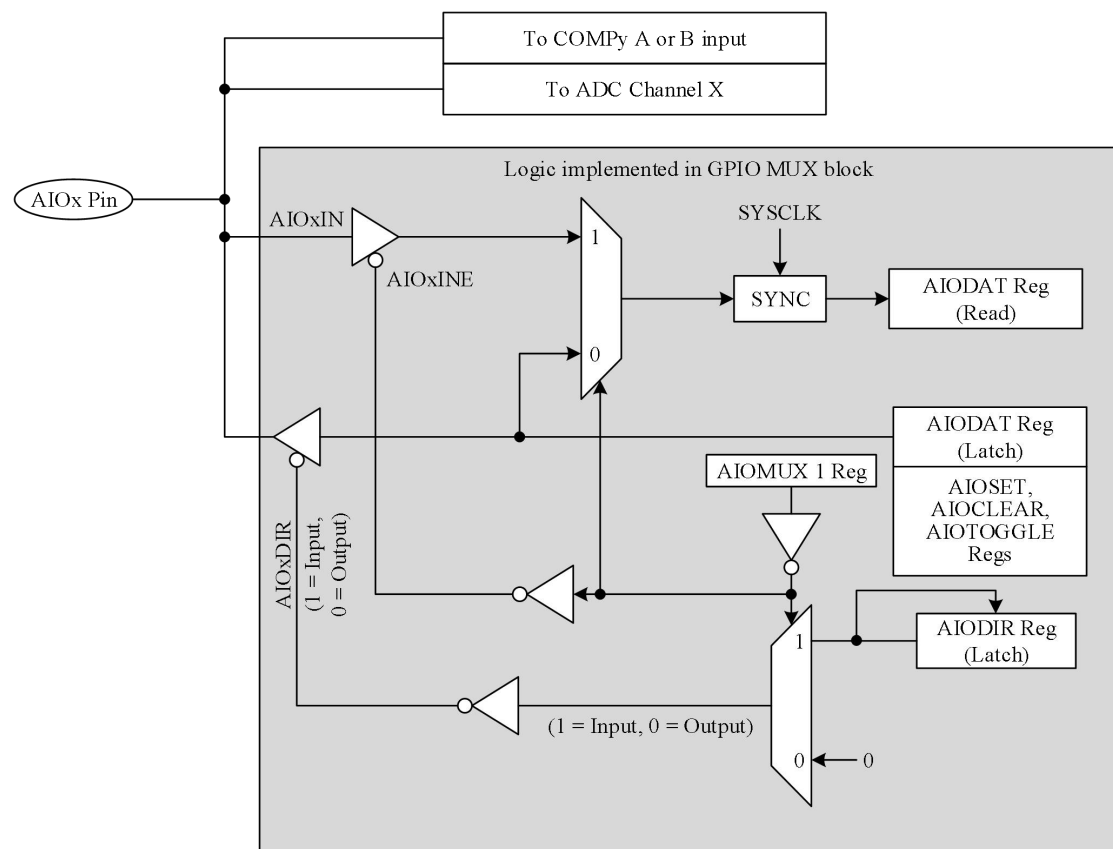 To COMPy A or B input
To ADC Channel X
Logic implemented in GPIO MUX block
AIOx Pin
AIOxIN
SYSCLK
1
AIOxINE
SYNC
AIODAT Reg
(Read)
0
AIODAT Reg
(Latch)
AIOMUX 1 Reg
AIOSET,
AIOCLEAR,
AIOTOGGLE
Regs
AIOxDIR
(1 = Input,
0 = Output)
1
AIODIR Reg
(Latch)
(1 = Input, 0 = Output)
0
0